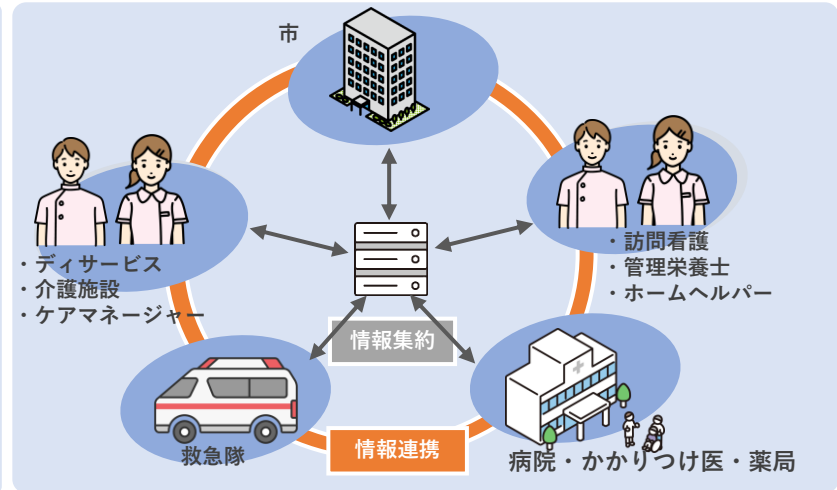 市
・ディサービス
・介護施設
・ケアマネージャー
・訪問看護
・管理栄養士
・ホームヘルパー
情報集約
救急隊
情報連携
病院・かかりつけ医・薬局